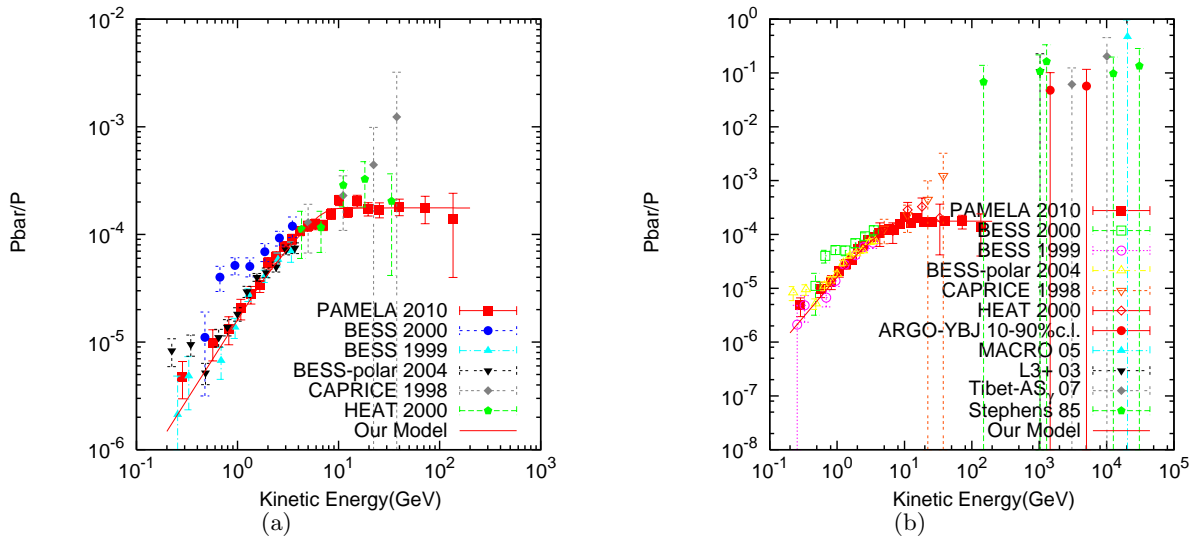 10^-2
10^-3
10^-4
10^-5
10^-6
Pbar/P
PAMELA 2010
BESS 2000
BESS 1999
BESS-polar 2004
CAPRICE 1998
HEAT 2000
Our Model
10^-1 10^0 10^1 10^2 10^3
Kinetic Energy(GeV)
(a)
10^0
10^-1
10^-2
10^-3
10^-4
10^-5
10^-6
10^-7
10^-8
Pbar/P
PAMELA 2010
BESS 2000
BESS 1999
BESS-polar 2004
CAPRICE 1998
HEAT 2000
ARGO-YBJ 10-90%c.l.
MACRO 05
L3+ 03
Tibet-AS, 07
Stephens 85
Our Model
10^-1 10^0 10^1 10^2 10^3 10^4 10^5
Kinetic Energy(GeV)
(b)